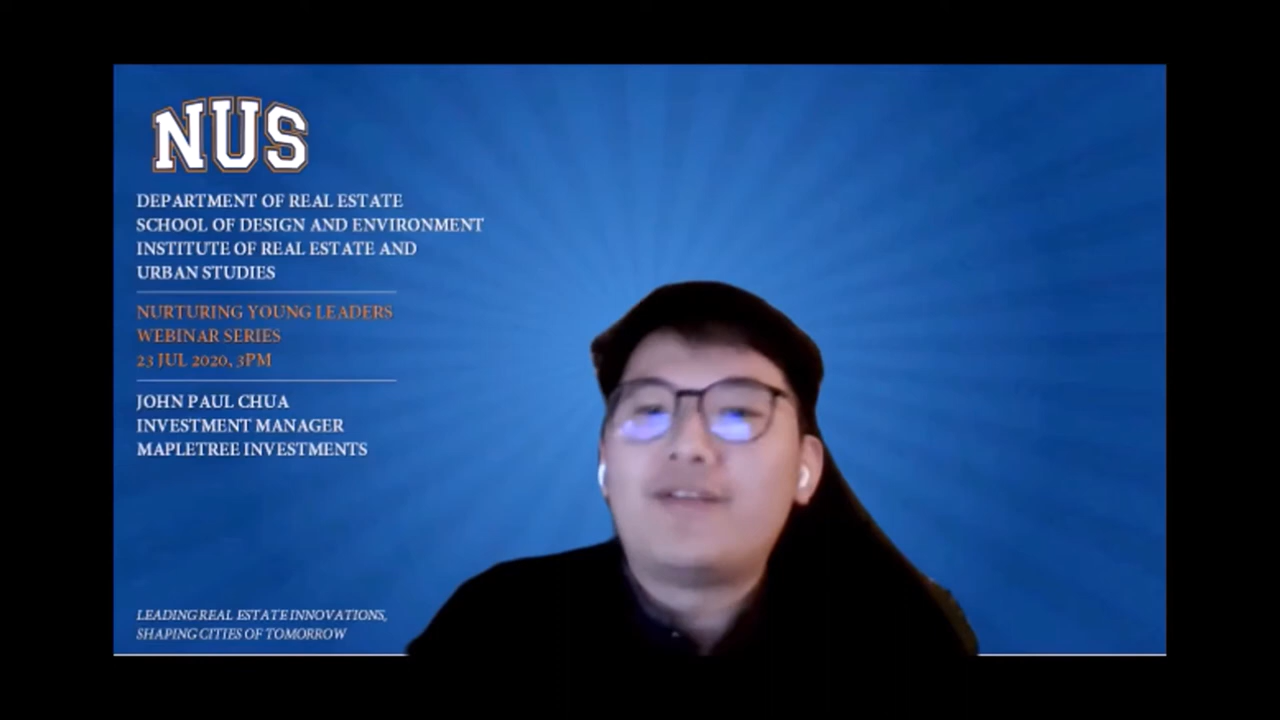 NUS
DEPARTMENT OF REAL ESTATE
SCHOOL OF DESIGN AND ENVIRONMENT
INSTITUTE OF REAL ESTATE AND
URBAN STUDIES
NURTURING YOUNG LEADERS
WEBINAR SERIES
23 JUL 2020, 3PM
JOHN PAUL CHUA
INVESTMENT MANAGER
MAPLETREE INVESTMENTS
LEADING REAL ESTATE INNOVATIONS,
SHAPING CITIES OF TOMORROW